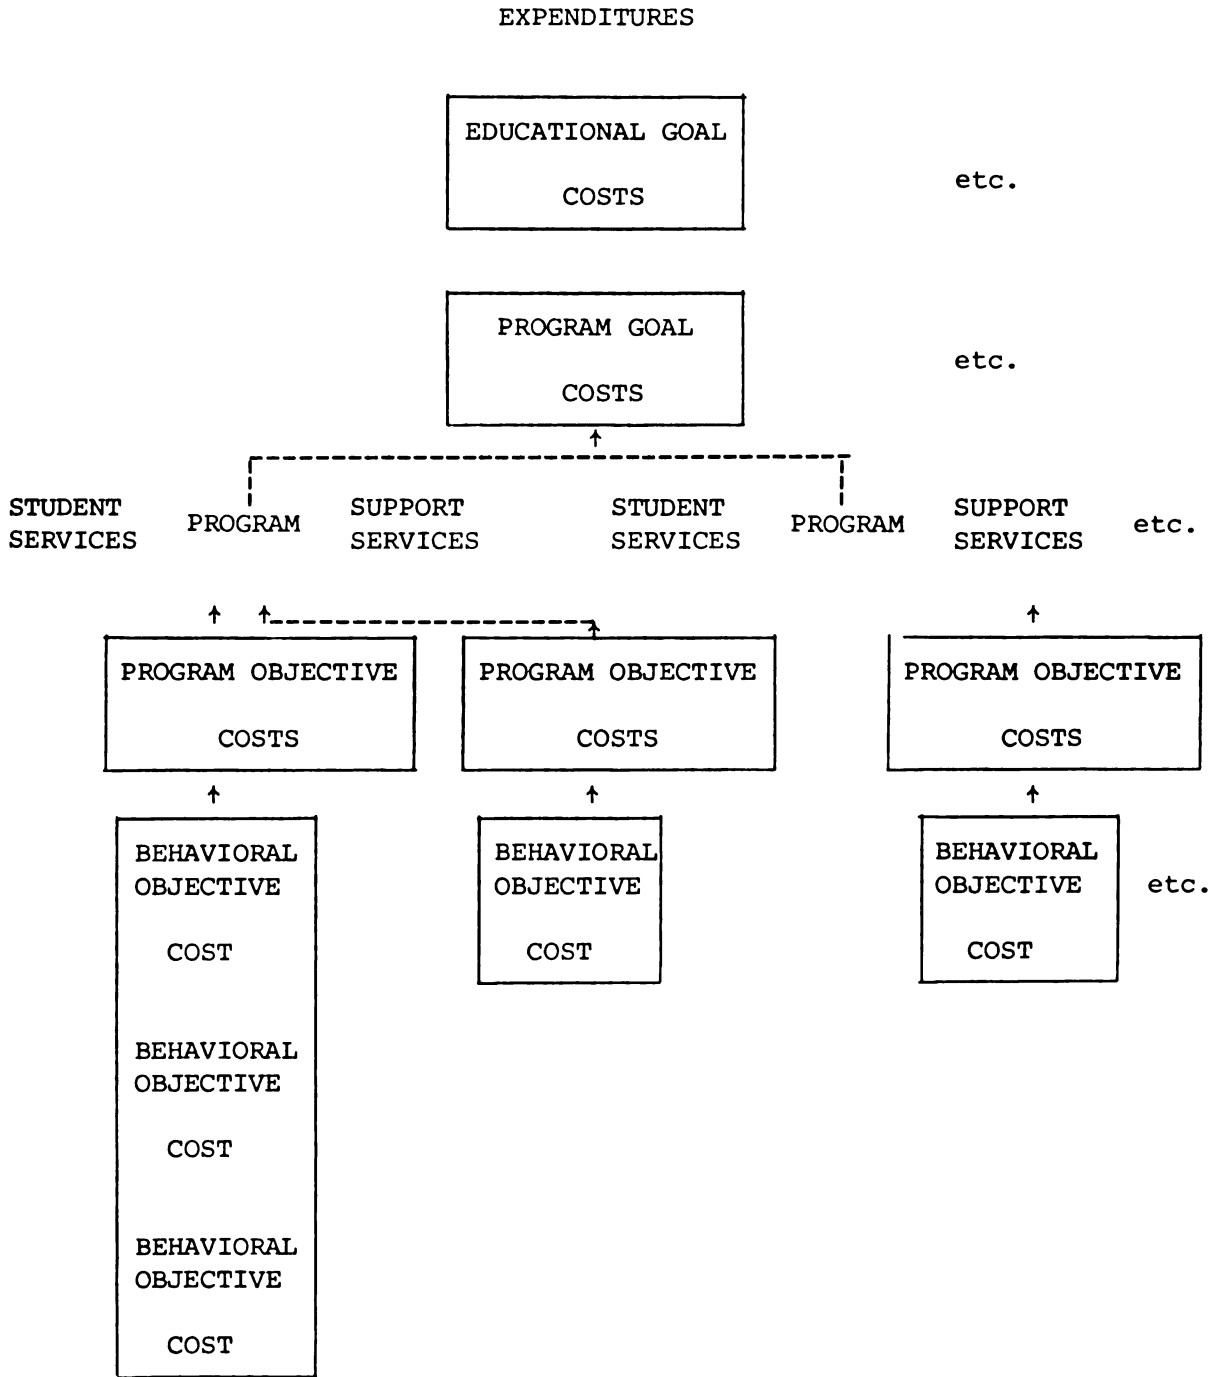 EXPENDITURES
EDUCATIONAL GOAL
COSTS
etc.
PROGRAM GOAL
COSTS
etc.
STUDENT
SERVICES
PROGRAM
SUPPORT
SERVICES
STUDENT
SERVICES
PROGRAM
SUPPORT
SERVICES
etc.
PROGRAM OBJECTIVE
COSTS
PROGRAM OBJECTIVE
COSTS
PROGRAM OBJECTIVE
COSTS
BEHAVIORAL
OBJECTIVE
COST
BEHAVIORAL
OBJECTIVE
COST
BEHAVIORAL
OBJECTIVE
COST
BEHAVIORAL
OBJECTIVE
COST
BEHAVIORAL
OBJECTIVE
COST
etc.